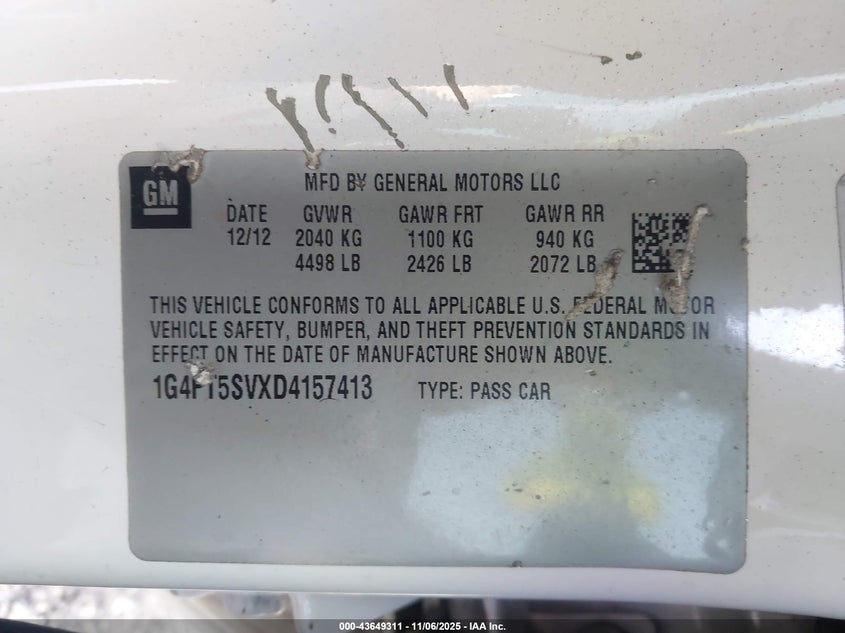 GM
MFD BY GENERAL MOTORS LLC
DATE GVWR GAWR FRT GAWR RR
12/12 2040 KG 1100 KG 940 KG
4498 LB 2426 LB 2072 LB
THIS VEHICLE CONFORMS TO ALL APPLICABLE U.S. FEDERAL MOTOR
VEHICLE SAFETY, BUMPER, AND THEFT PREVENTION STANDARDS IN
EFFECT ON THE DATE OF MANUFACTURE SHOWN ABOVE.
1G4PT5SVXD4157413 TYPE: PASS CAR
000-43649311 - 11/06/2025 - IAA Inc.